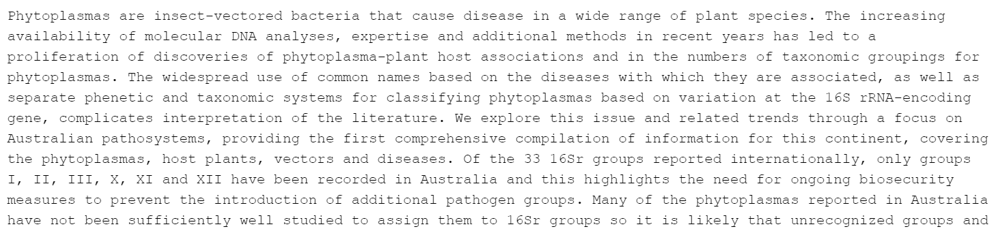 Phytoplasmas are insect-vectored bacteria that cause disease in a wide range of plant species. The increasing
availability of molecular DNA analyses, expertise and additional methods in recent years has led to a
proliferation of discoveries of phytoplasma-plant host associations and in the numbers of taxonomic groupings for
phytoplasmas. The widespread use of common names based on the diseases with which they are associated, as well as
separate phenetic and taxonomic systems for classifying phytoplasmas based on variation at the 16S rRNA-encoding
gene, complicates interpretation of the literature. We explore this issue and related trends through a focus on
Australian pathosystems, providing the first comprehensive compilation of information for this continent, covering
the phytoplasmas, host plants, vectors and diseases. Of the 33 16Sr groups reported internationally, only groups
I, II, III, X, XI and XII have been recorded in Australia and this highlights the need for ongoing biosecurity
measures to prevent the introduction of additional pathogen groups. Many of the phytoplasmas reported in Australia
have not been sufficiently well studied to assign them to 16Sr groups so it is likely that unrecognized groups and